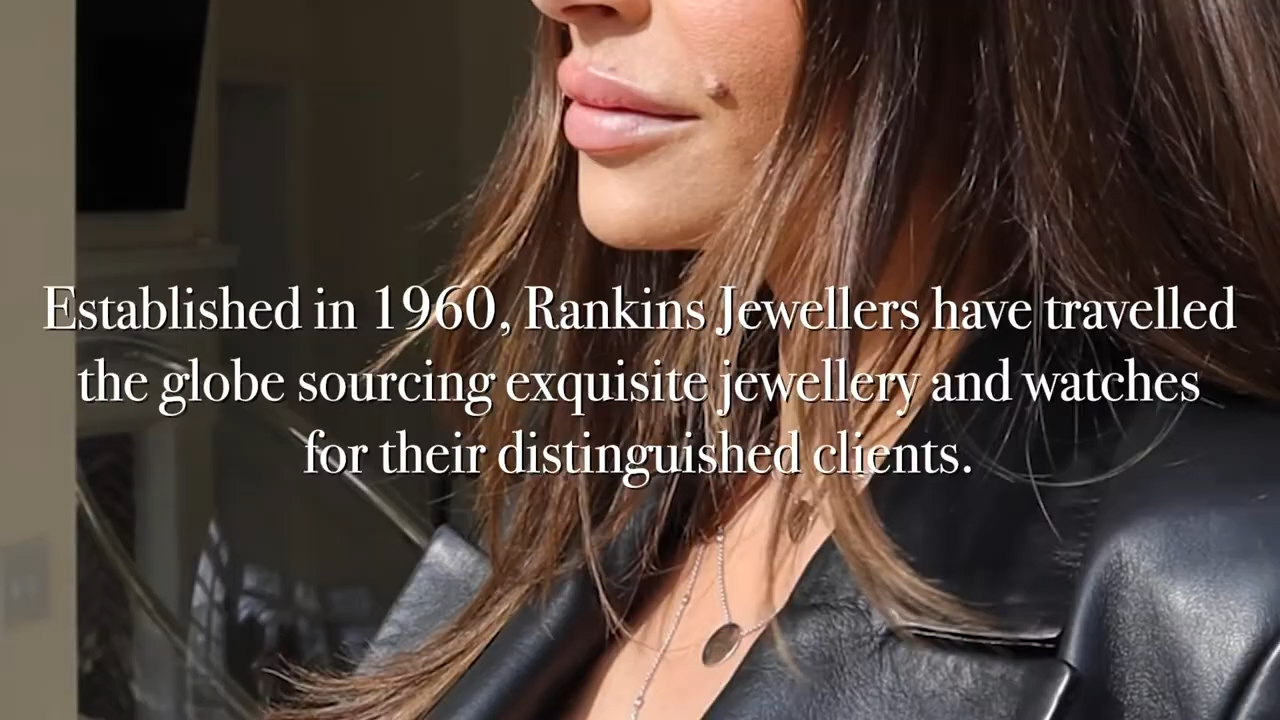 Established in 1960, Rankins Jewellers have travelled
the globe sourcing exquisite jewellery and watches
for their distinguished clients.